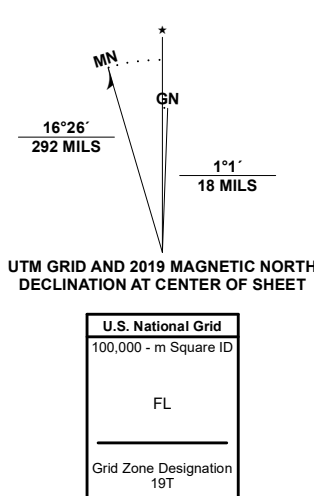 ★
MN
GN
16°26´
292 MILS
1°1´
18 MILS
UTM GRID AND 2019 MAGNETIC NORTH
DECLINATION AT CENTER OF SHEET
U.S. National Grid
100,000 - m Square ID
FL
Grid Zone Designation
19T